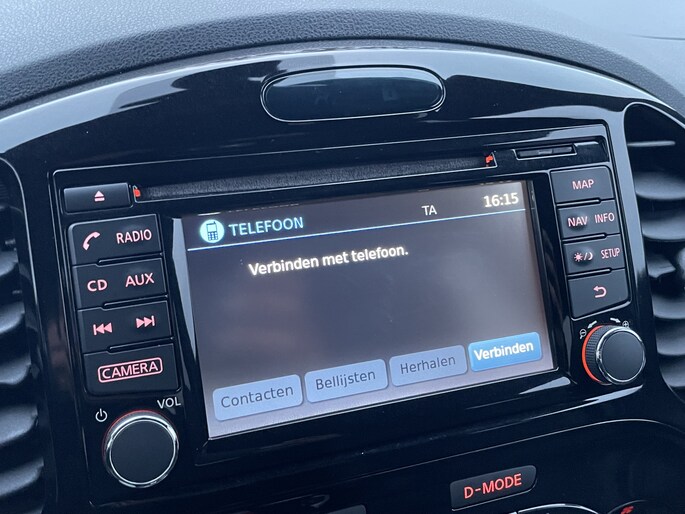 MAP
NAV INFO
SETUP
RADIO
CD AUX
CAMERA
VOL
TELEFOON TA 16:15
Verbinden met telefoon.
Contacten Bellijsten Herhalen Verbinden
D-MODE